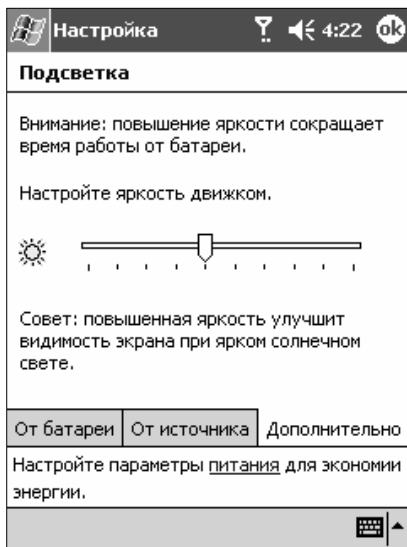 Настройка 4:22 ok
Подсветка
Внимание: повышение яркости сокращает
время работы от батареи.
Настройте яркость движком.
Совет: повышенная яркость улучшит
видимость экрана при ярком солнечном
свете.
От батареи От источника Дополнительно
Настройте параметры питания для экономии
энергии.